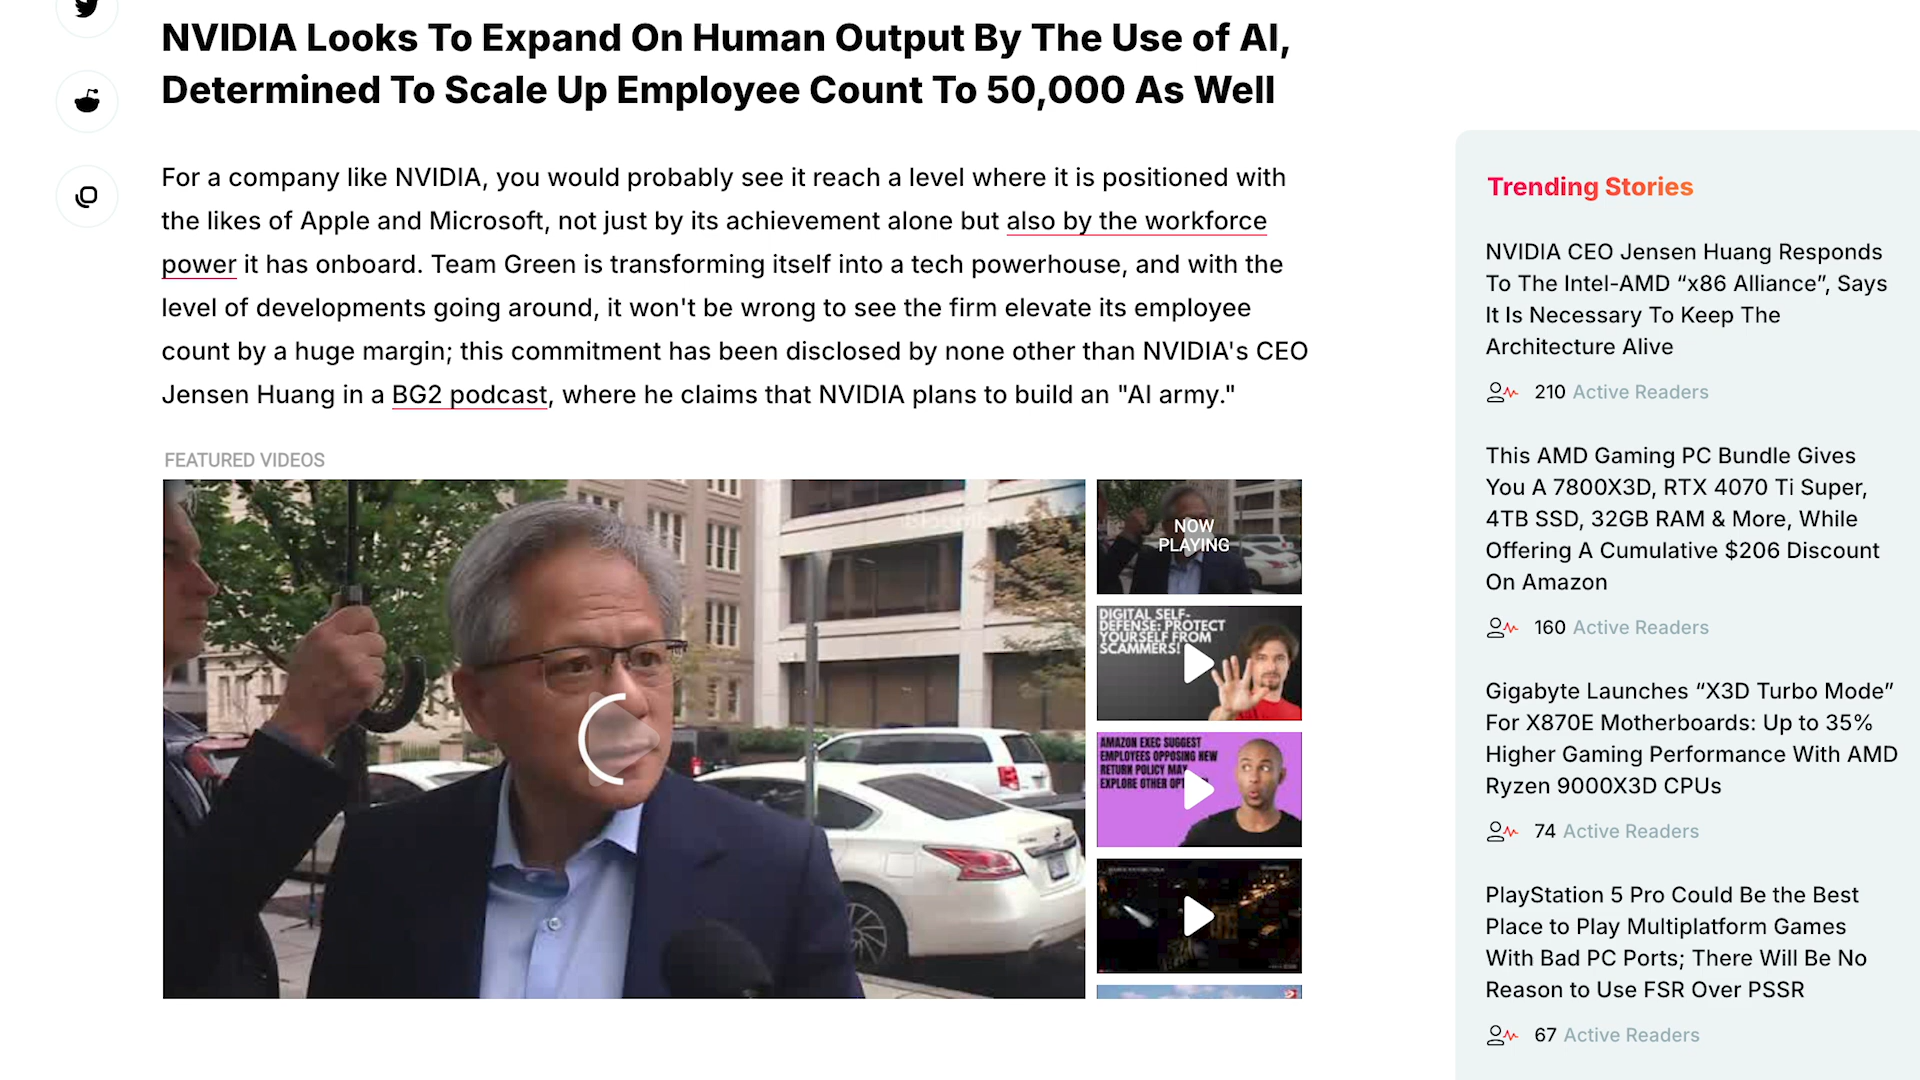 NVIDIA Looks To Expand On Human Output By The Use of AI,
Determined To Scale Up Employee Count To 50,000 As Well
For a company like NVIDIA, you would probably see it reach a level where it is positioned with
the likes of Apple and Microsoft, not just by its achievement alone but also by the workforce
power it has onboard. Team Green is transforming itself into a tech powerhouse, and with the
level of developments going around, it won't be wrong to see the firm elevate its employee
count by a huge margin; this commitment has been disclosed by none other than NVIDIA's CEO
Jensen Huang in a BG2 podcast, where he claims that NVIDIA plans to build an "AI army."
FEATURED VIDEOS
NOW
PLAYING
DIGITAL SELF-
DEFENSE: PROTECT
YOURSELF FROM
SCAMMERS!
AMAZON EXEC SUGGEST
EMPLOYEES OPPOSING NEW
RETURN POLICY MAY
EXPLORE OTHER
Trending Stories
NVIDIA CEO Jensen Huang Responds
To The Intel-AMD “x86 Alliance”, Says
It Is Necessary To Keep The
Architecture Alive
210 Active Readers
This AMD Gaming PC Bundle Gives
You A 7800X3D, RTX 4070 Ti Super,
4TB SSD, 32GB RAM & More, While
Offering A Cumulative $206 Discount
On Amazon
160 Active Readers
Gigabyte Launches “X3D Turbo Mode”
For X870E Motherboards: Up to 35%
Higher Gaming Performance With AMD
Ryzen 9000X3D CPUs
74 Active Readers
PlayStation 5 Pro Could Be the Best
Place to Play Multiplatform Games
With Bad PC Ports; There Will Be No
Reason to Use FSR Over PSSR
67 Active Readers